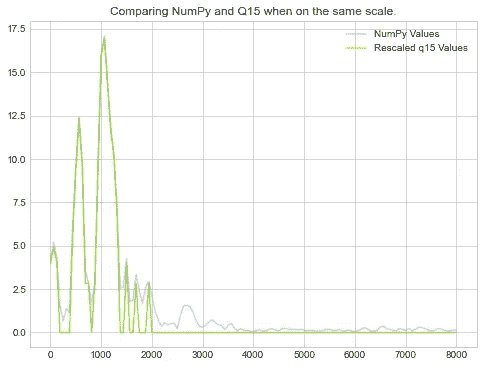 Comparing NumPy and Q15 when on the same scale.
NumPy Values
Rescaled q15 Values
17.5
15.0
12.5
10.0
7.5
5.0
2.5
0.0
0 1000 2000 3000 4000 5000 6000 7000 8000